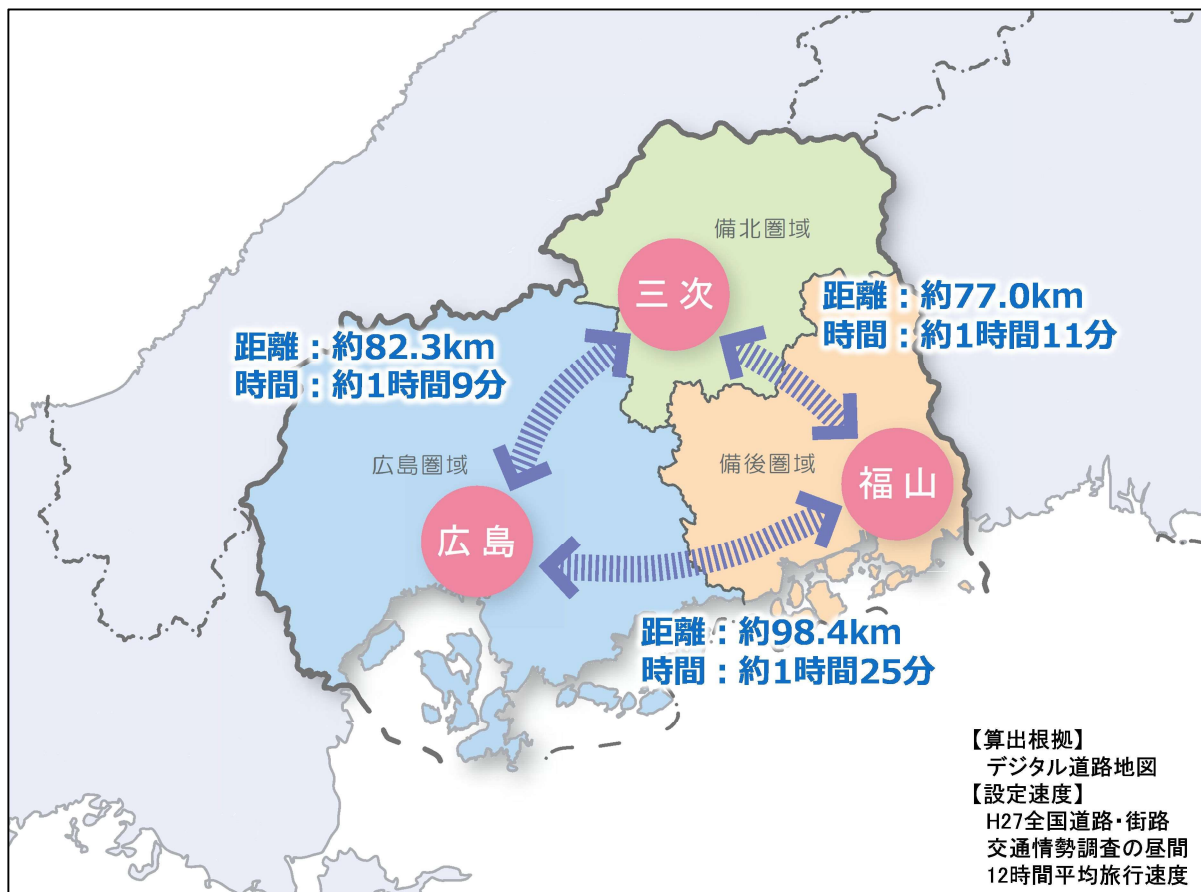 備北圏域
三次
距離：約77.0km
時間：約1時間11分
距離：約82.3km
時間：約1時間9分
広島圏域
備後圏域
福山
広島
距離：約98.4km
時間：約1時間25分
【算出根拠】
デジタル道路地図
【設定速度】
H27全国道路・街路
交通情勢調査の昼間
12時間平均旅行速度